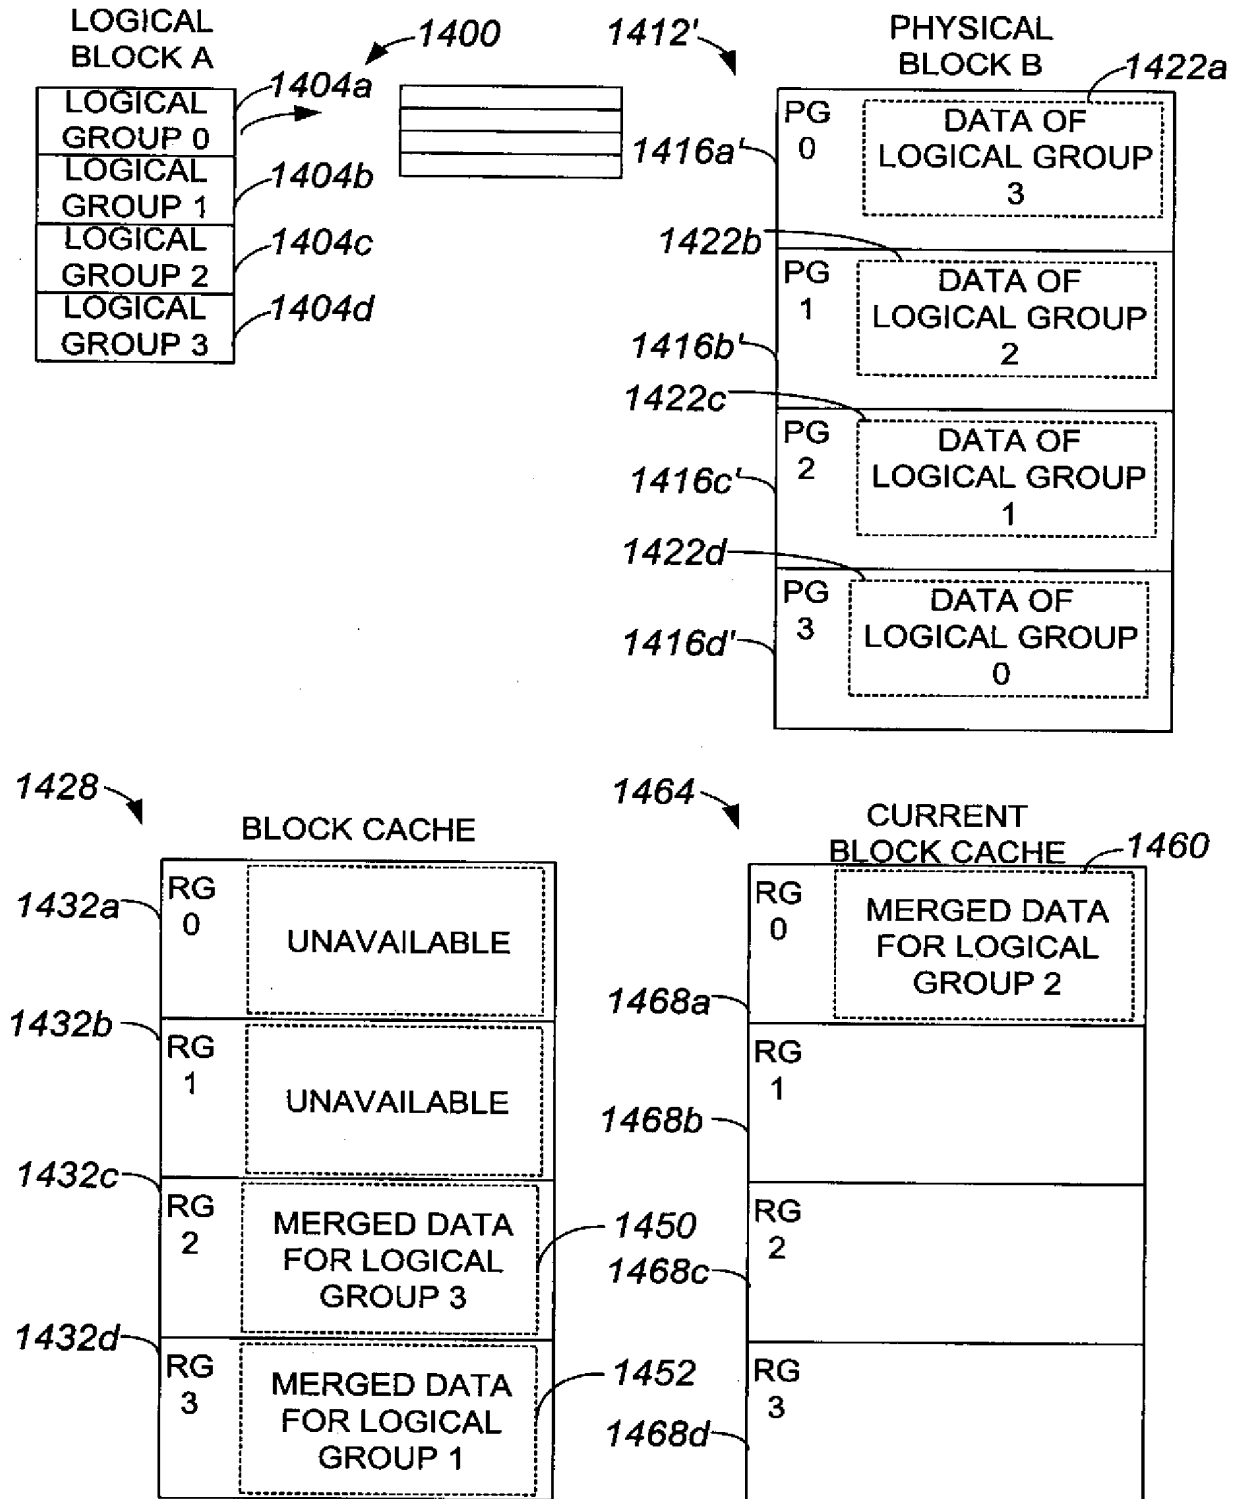 LOGICAL
BLOCK A
1400
1404a
LOGICAL
GROUP 0
1404b
LOGICAL
GROUP 1
1404c
LOGICAL
GROUP 2
1404d
LOGICAL
GROUP 3
1412'
PHYSICAL
BLOCK B
1422a
PG
0
DATA OF
LOGICAL GROUP
3
1416a'
1422b
PG
1
DATA OF
LOGICAL GROUP
2
1416b'
1422c
PG
2
DATA OF
LOGICAL GROUP
1
1416c'
1422d
PG
3
DATA OF
LOGICAL GROUP
0
1416d'
1428
BLOCK CACHE
RG
0
UNAVAILABLE
1432a
1432b
RG
1
UNAVAILABLE
1432c
RG
2
MERGED DATA
FOR LOGICAL
GROUP 3
1450
1432d
RG
3
MERGED DATA
FOR LOGICAL
GROUP 1
1452
1464
CURRENT
BLOCK CACHE
1460
RG
0
MERGED DATA
FOR LOGICAL
GROUP 2
1468a
RG
1
1468b
RG
2
1468c
RG
3
1468d